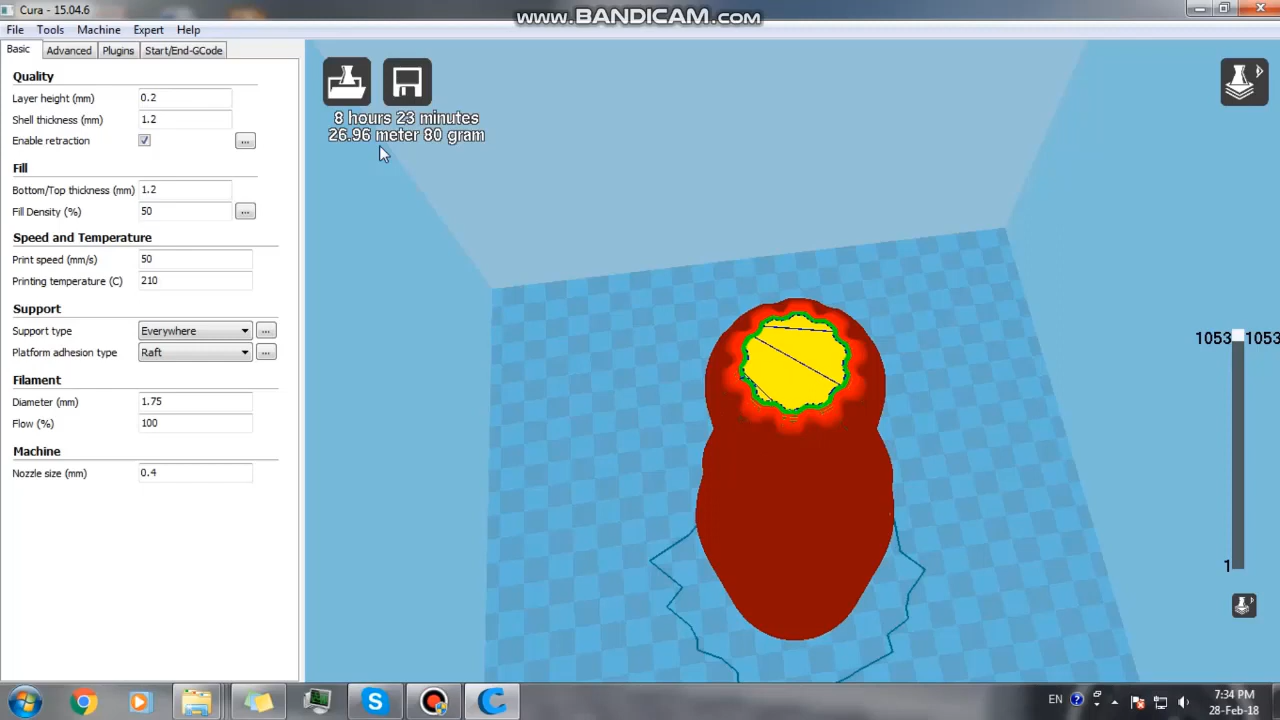 Cura - 15.04.6
www.BANDICAM.com
File Tools Machine Expert Help
Basic Advanced Plugins Start/End-GCode
Quality
Layer height (mm) 0.2
Shell thickness (mm) 1.2
Enable retraction ...
Fill
Bottom/Top thickness (mm) 1.2
Fill Density (%) 50 ...
Speed and Temperature
Print speed (mm/s) 50
Printing temperature (C) 210
Support
Support type Everywhere ...
Platform adhesion type Raft ...
Filament
Diameter (mm) 1.75
Flow (%) 100
Machine
Nozzle size (mm) 0.4
8 hours 23 minutes
26.96 meter 80 gram
1053 1053
1
EN 7:34 PM
28-Feb-18